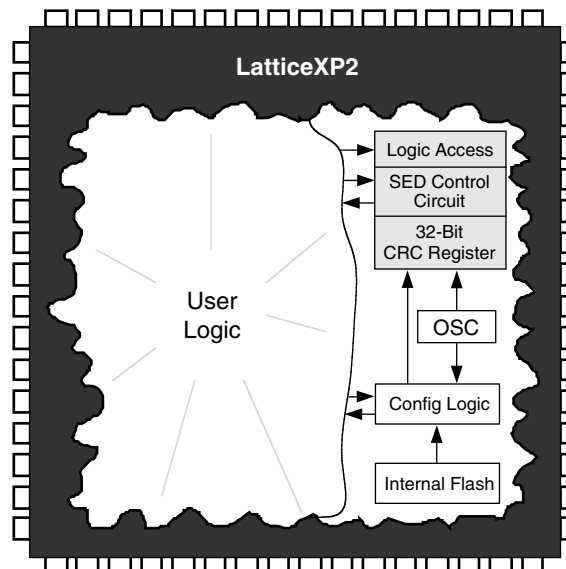 LatticeXP2
Logic Access
SED Control
Circuit
32-Bit
CRC Register
User
Logic
OSC
Config Logic
Internal Flash